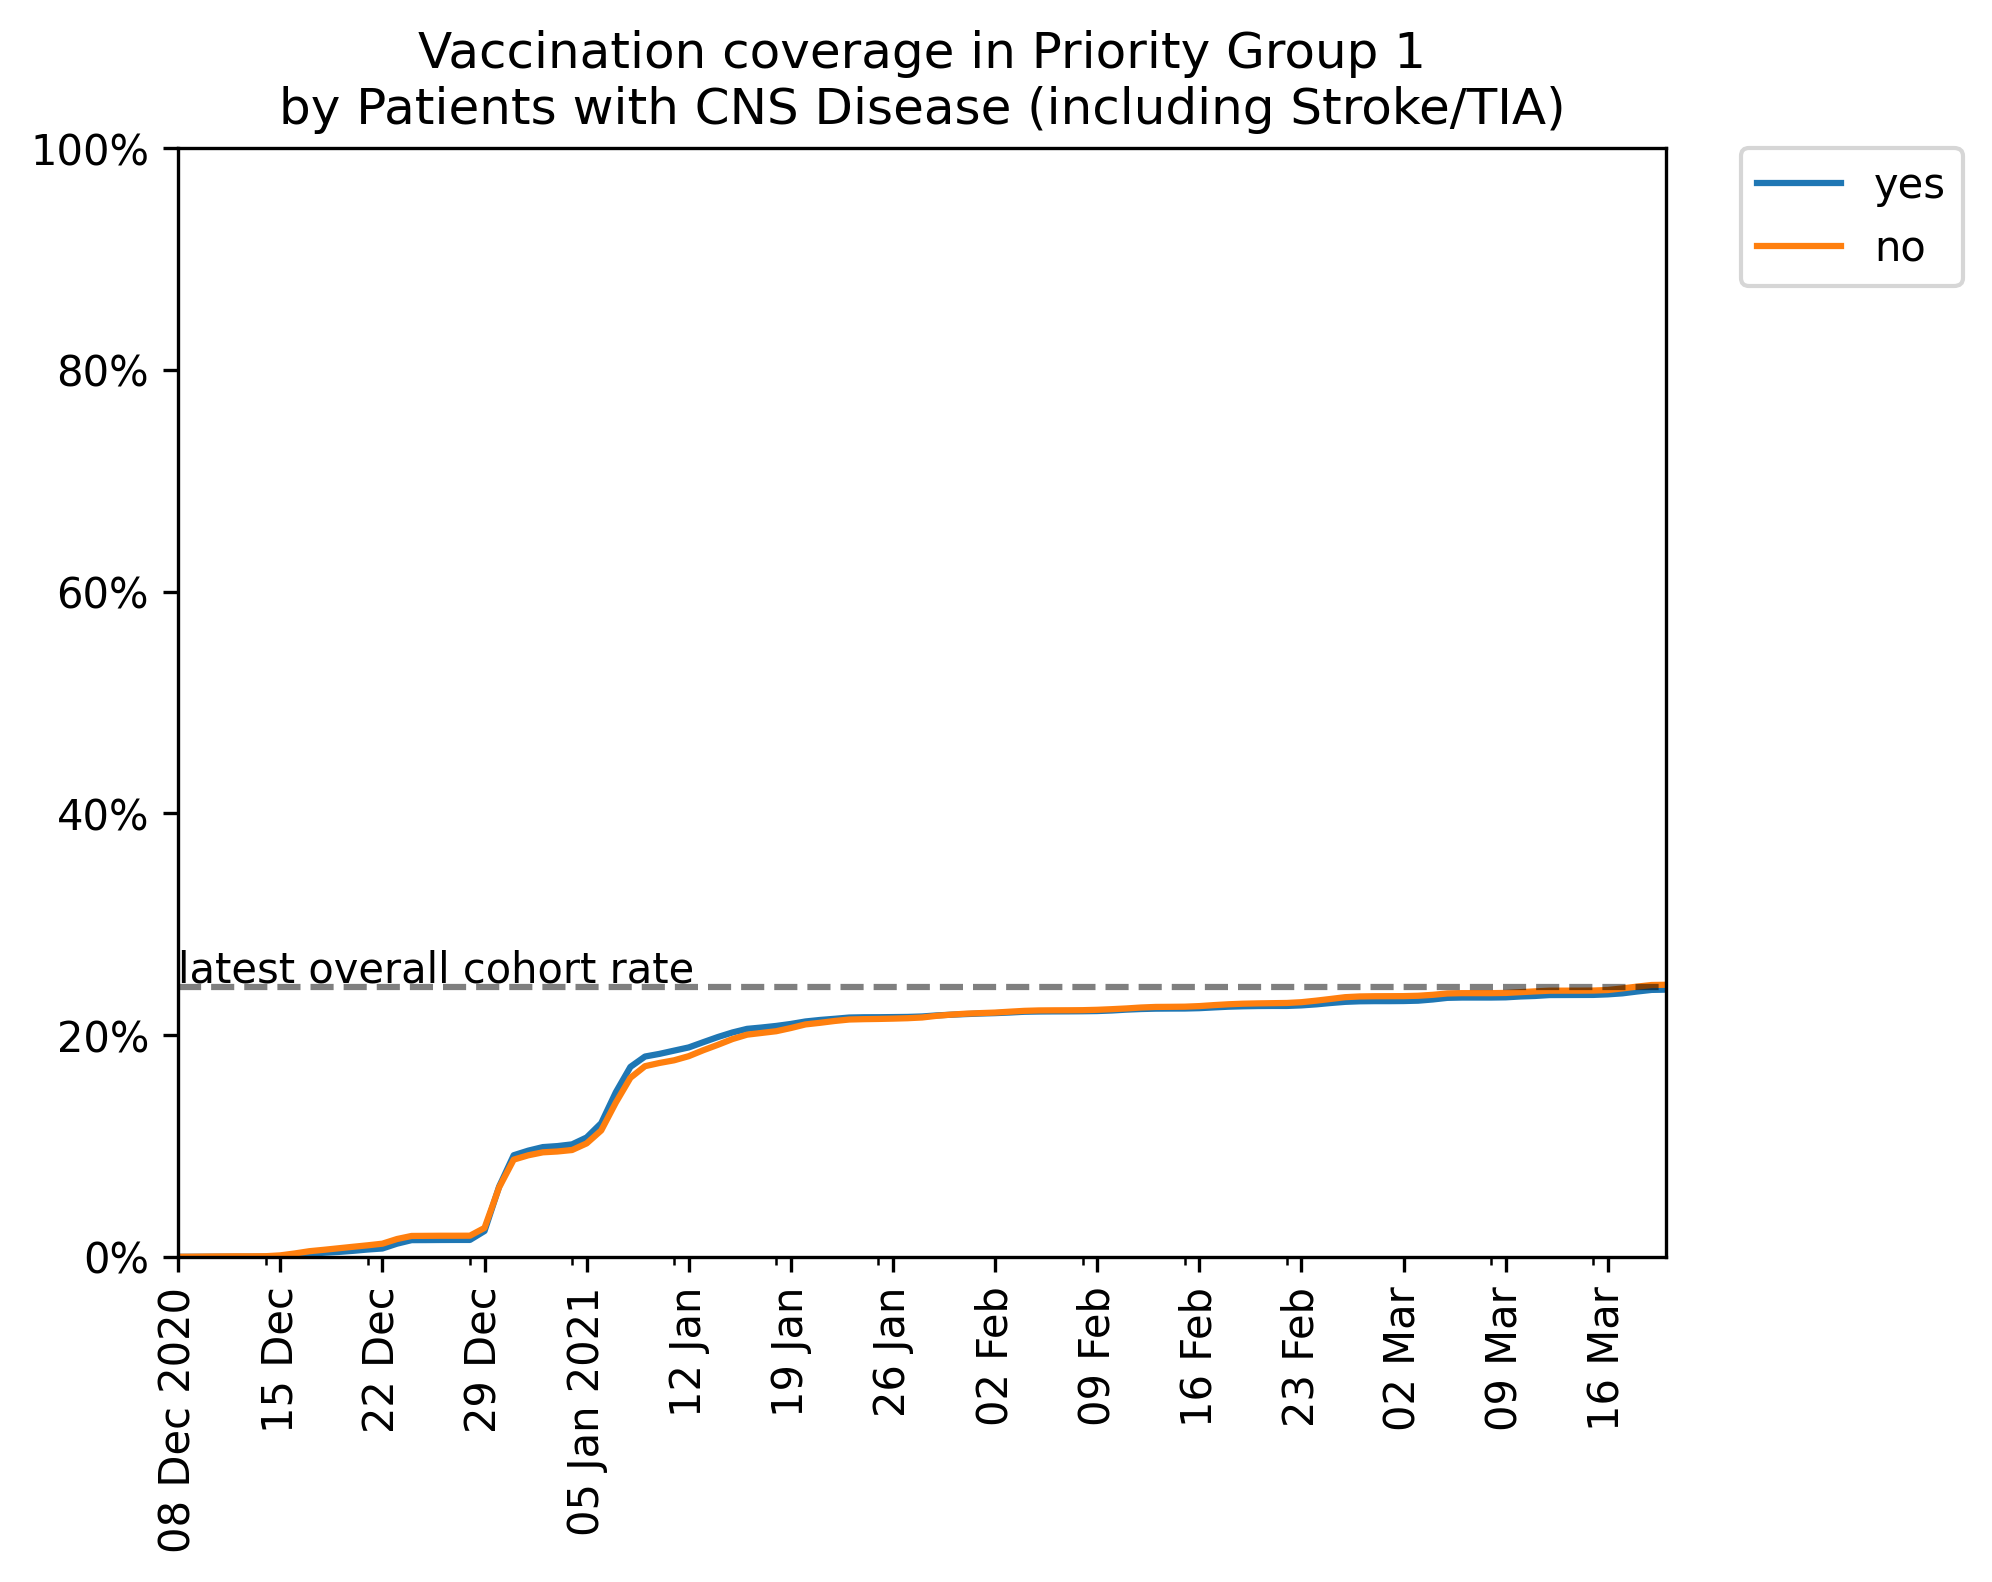 Vaccination coverage in Priority Group 1
by Patients with CNS Disease (including Stroke/TIA)
100%
80%
60%
40%
20%
0%
latest overall cohort rate
yes
no
08 Dec 2020
15 Dec
22 Dec
29 Dec
05 Jan 2021
12 Jan
19 Jan
26 Jan
02 Feb
09 Feb
16 Feb
23 Feb
02 Mar
09 Mar
16 Mar